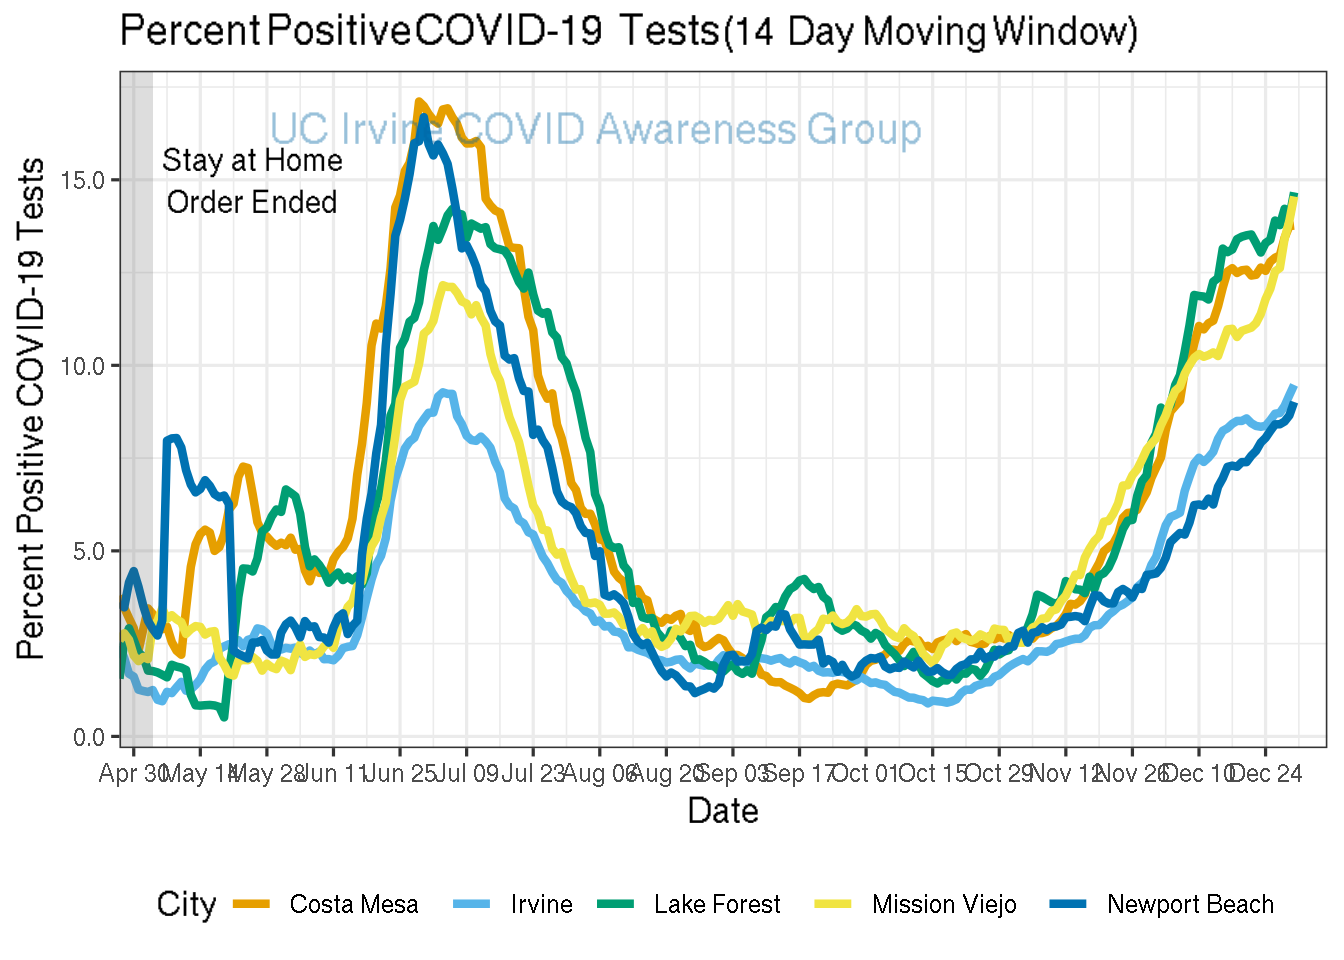 Percent Positive COVID-19 Tests(14 Day Moving Window)
UC Irvine COVID Awareness Group
Stay at Home
Order Ended
Percent Positive COVID-19 Tests
15.0
10.0
5.0
0.0
Apr 30 May 14 May 28 Jun 11 Jun 25 Jul 09 Jul 23 Aug 06 Aug 20 Sep 03 Sep 17 Oct 01 Oct 15 Oct 29 Nov 12 Nov 26 Dec 10 Dec 24
Date
City Costa Mesa Irvine Lake Forest Mission Viejo Newport Beach